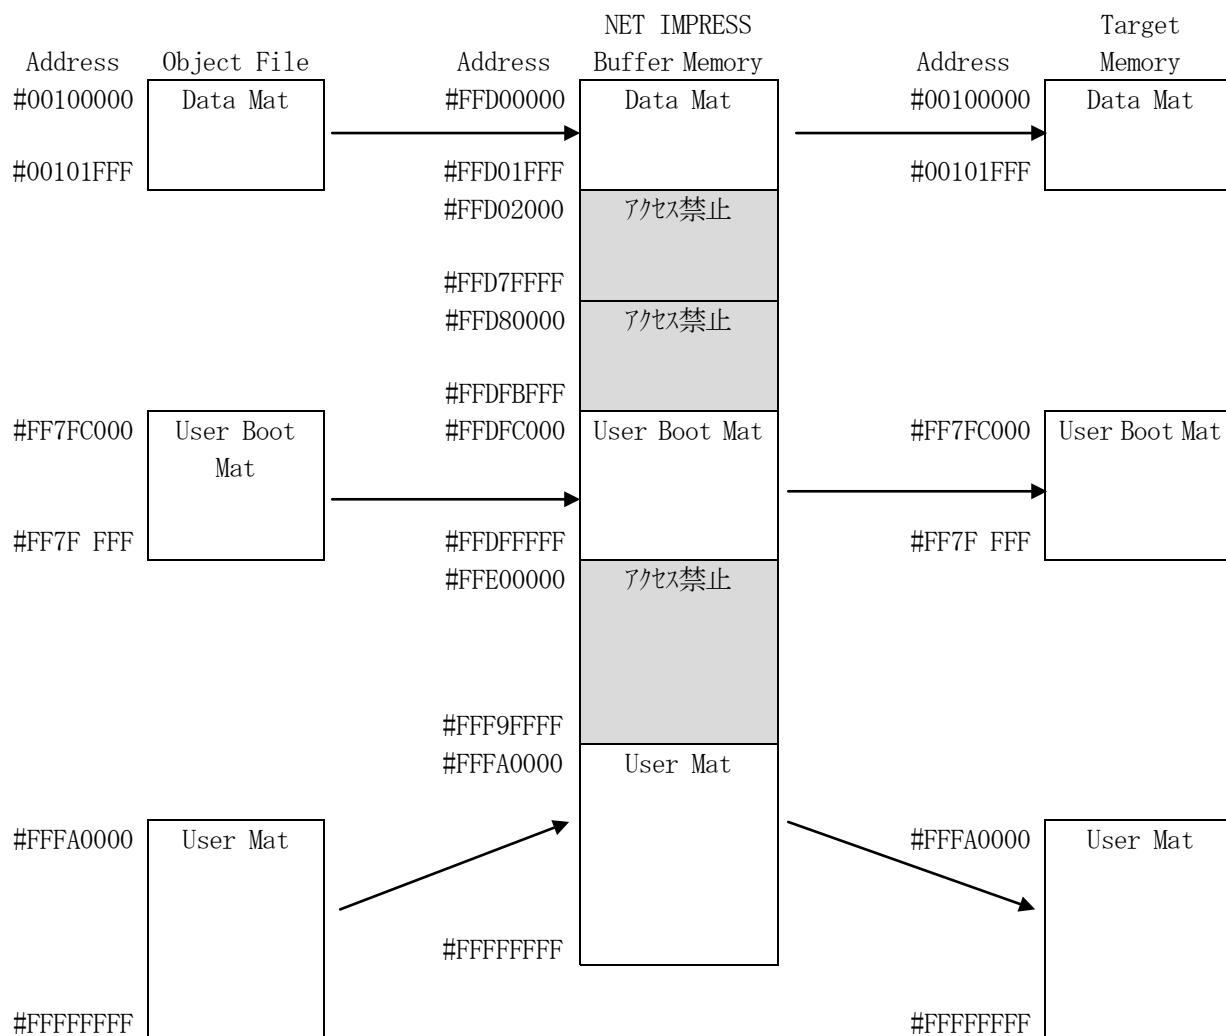 NET IMPRESS Target
Address Object File Address Buffer Memory Address Memory
#00100000 Data Mat #FFD00000 Data Mat #00100000 Data Mat
#00101FFF #FFD01FFF #00101FFF
#FFD02000 アクセス禁止
#FFD7FFFF
#FFD80000 アクセス禁止
#FFDFBFFF
#FF7FC000 User Boot #FFDFC000 User Boot Mat #FF7FC000 User Boot Mat
Mat
#FF7F FFF #FFDFFFFF #FF7F FFF
#FFE00000 アクセス禁止
#FFF9FFFF
#FFFA0000 User Mat
#FFFA0000 User Mat #FFFA0000 User Mat
#FFFFFFFF
#FFFFFFFF #FFFFFFFF